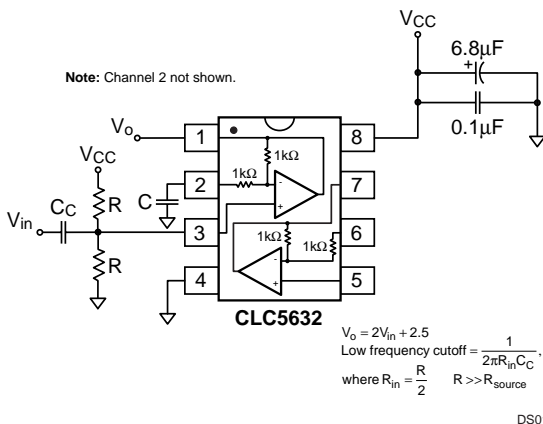 Note: Channel 2 not shown.
VCC
6.8µF
+
0.1µF
Vo
VCC
R
CC
Vin
R
C
1
2
3
4
8
7
6
5
1kΩ
1kΩ
-
+
1kΩ
1kΩ
-
+
CLC5632
Vo = 2Vin + 2.5
Low frequency cutoff = 1 / 2πRinCC ,
where Rin = R / 2 R >> Rsource
DS0